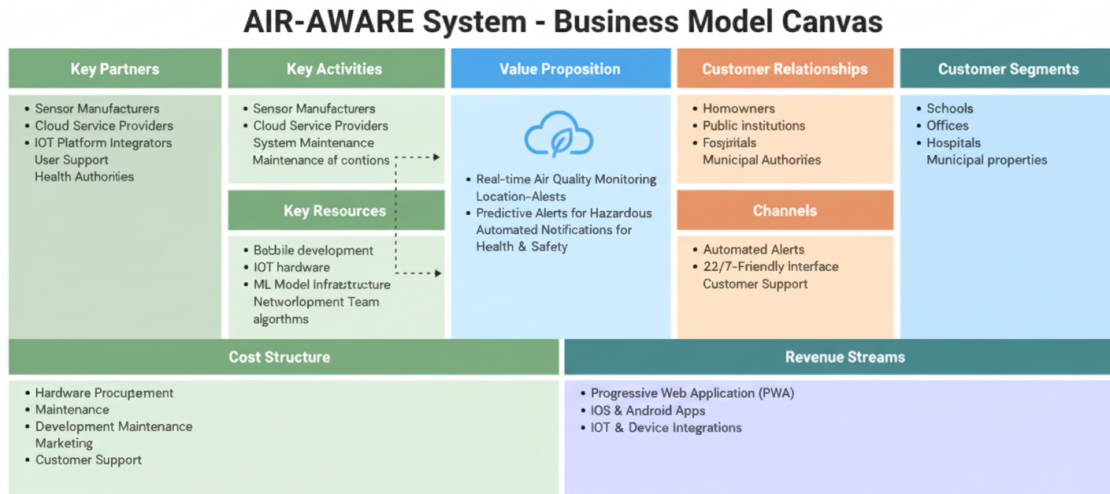 AIR-AWARE System - Business Model Canvas
Key Partners
• Sensor Manufacturers
• Cloud Service Providers
• IOT Platform Integrators
User Support
Health Authorities
Key Activities
• Sensor Manufacturers
• Cloud Service Providers
System Maintenance
Maintenance af contions
Key Resources
• Batbile development
• IOT hardware
• ML Model Infrastructure
Networlopment Team
algorthms
Value Proposition
• Real-time Air Quality Monitoring
Location-Alests
• Predictive Alerts for Hazardous
Automated Notifications for
Health & Safety
Customer Relationships
• Homowners
• Public institutions
•
Municipal Authorities
Channels
• Automated Alerts
• 22/7-Friendly Interface
Customer Support
Customer Segments
• Schools
• Offices
• Hospitals
Municipal properties
Cost Structure
• Hardware
• Maintenance
• Development Maintenance
Marketing
• Customer Support
Revenue Streams
• Progressive Web Application (PWA)
• IOS & Android Apps
• IOT & Device Integrations